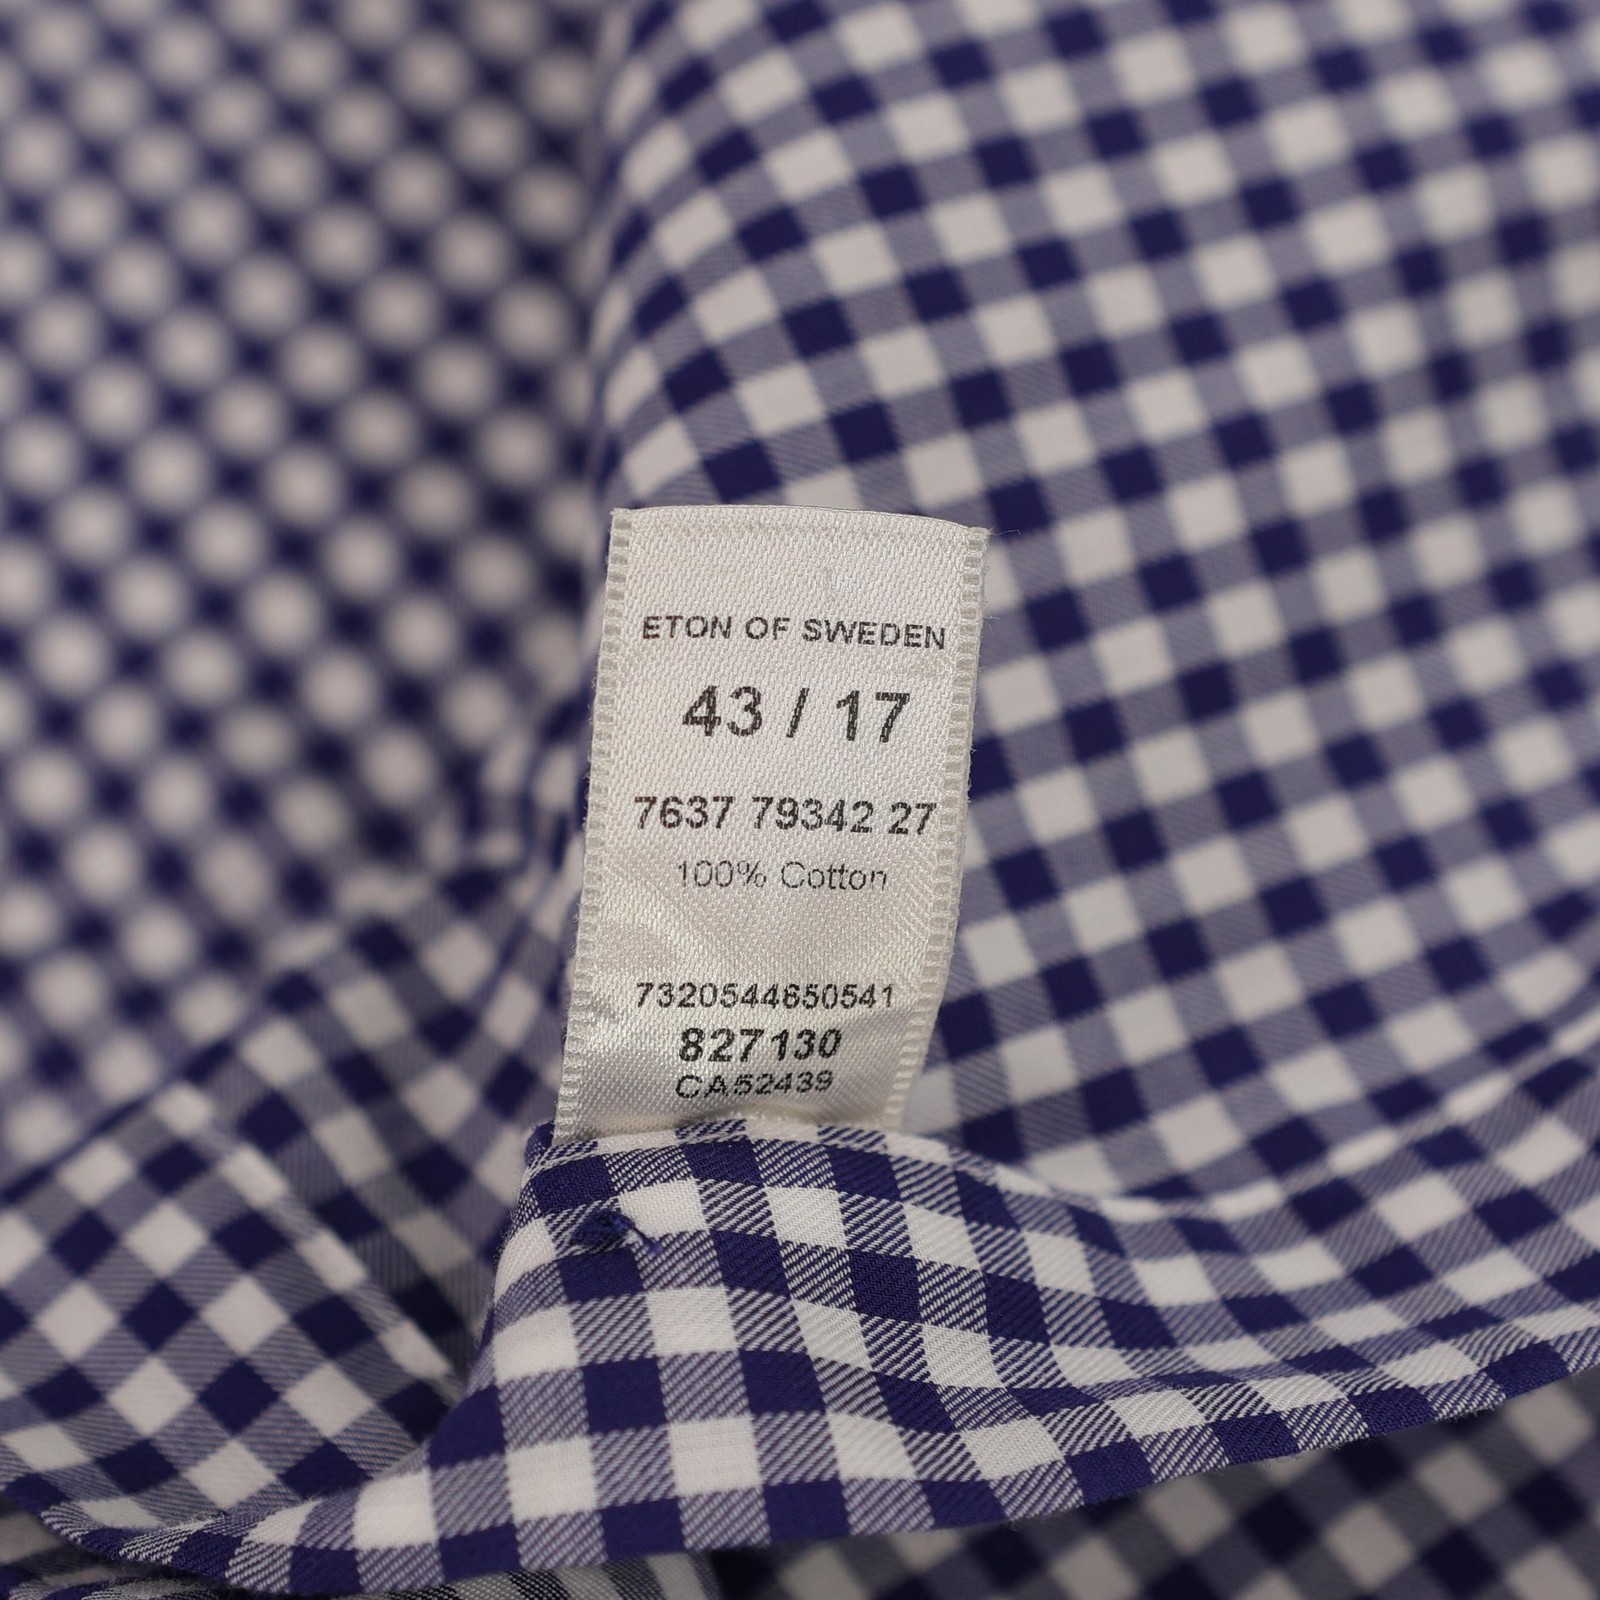 ETON OF SWEDEN
43 / 17
7637 79342 27
100% Cotton
7320544650541
827130
CA52439